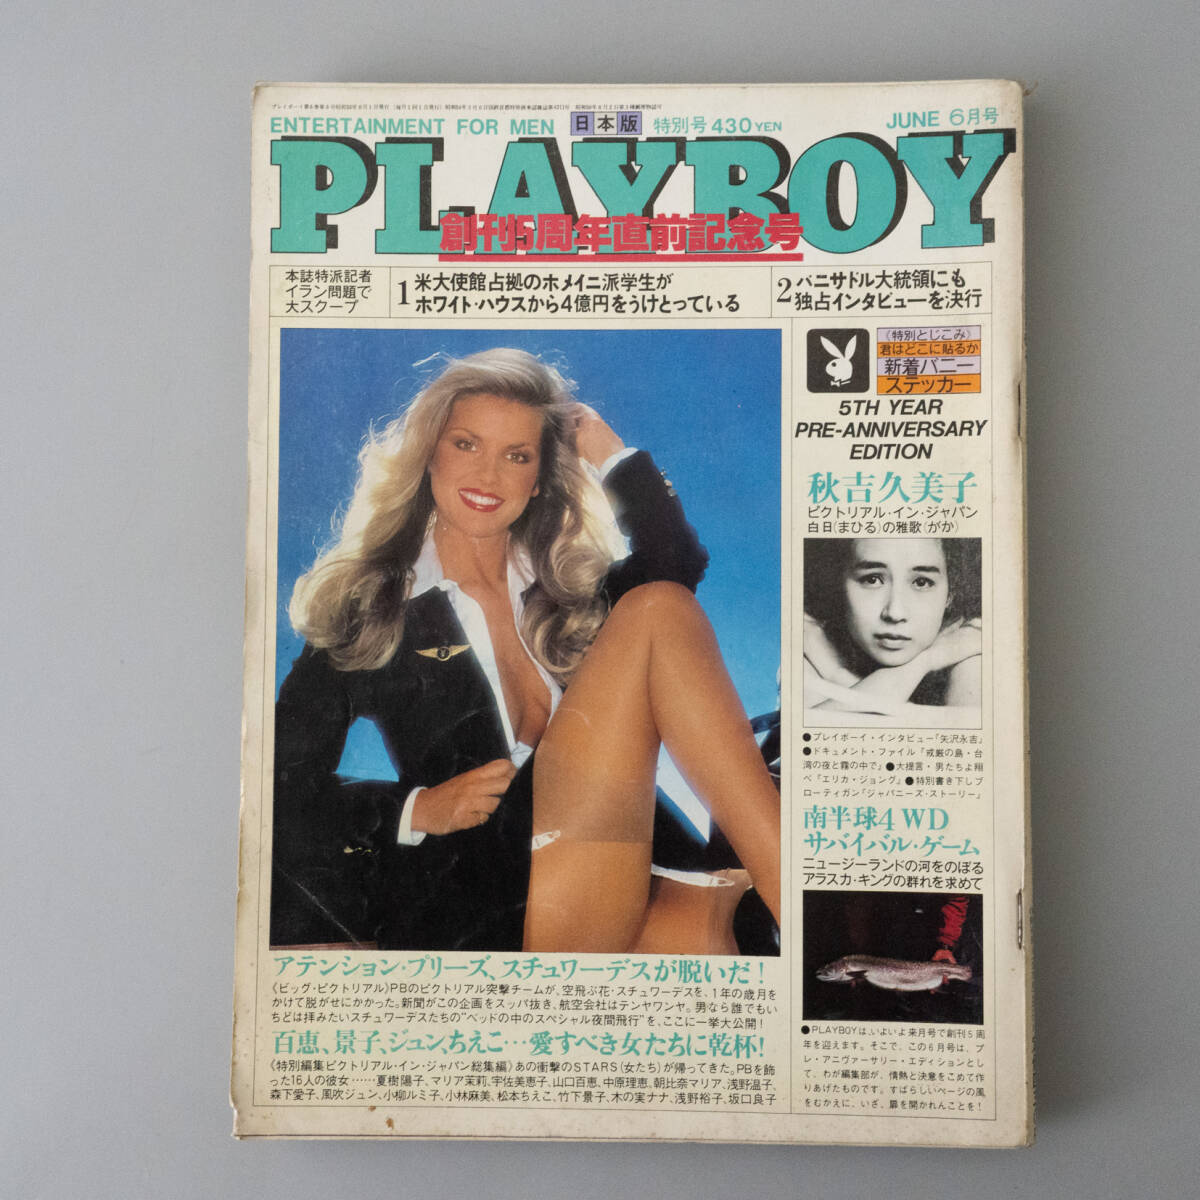 ENTERTAINMENT FOR MEN 日本版 特別号430YEN
JUNE 6月号
PLAYBOY
創刊5周年直前記念号
本誌特派記者
イラン問題で
大スクープ
1 米大使館占拠のホメイニ派学生が
ホワイト・ハウスから4億円をうけとっている
2 バニサドル大統領にも
独占インタビューを決行
《特別とじこみ》
君はどこに貼るか
新着バニー
ステッカー
5TH YEAR
PRE-ANNIVERSARY
EDITION
秋吉久美子
ピクトリアル・イン・ジャパン
白日(まひる)の雅歌(がか)
●プレイボーイ・インタビュー「矢沢永吉」
●ドキュメント・ファイル「戒厳の島・台
湾の夜と霧の中で」●大提言・男たちよ翔
べ「エリカ・ジョング」●特別書き下しブ
ローティガン「ジャパニーズ・ストーリー」
南半球4WD
サバイバル・ゲーム
ニュージーランドの河をのぼる
アラスカ・キングの群れを求めて
●PLAYBOYは、いよいよ来月号で創刊5周
年を迎えます。そこで、この6月号は、プ
レ・アニヴァーサリー・エディションとし
て、わが編集部が、情熱と決意をこめて作
りあげたものです。すばらしいページの風
をむかえに、いざ、扉を開かれんことを!
アテンション・プリーズ、スチュワーデスが脱いだ!
《ビッグ・ピクトリアル》PBのピクトリアル突撃チームが、空飛ぶ花・スチュワーデスを、1年の歳月を
かけて脱がせにかかった。新聞がこの企画をスッパ抜き、航空会社はテンヤワンヤ。男なら誰でもい
ちどは拝みたいスチュワーデスたちの"ベッドの中のスペシャル夜間飛行"を、ここに一挙大公開!
百恵、景子、ジュン、ちえこ…愛すべき女たちに乾杯!
《特別編集ピクトリアル・イン・ジャパン総集編》あの衝撃のSTARS(女たち)が帰ってきた。PBを飾
った16人の彼女……夏樹陽子、マリア茉莉、宇佐美恵子、山口百恵、中原理恵、朝比奈マリア、浅野温子、
森下愛子、風吹ジュン、小柳ルミ子、小林麻美、松本ちえこ、竹下景子、木の実ナナ、浅野裕子、坂口良子